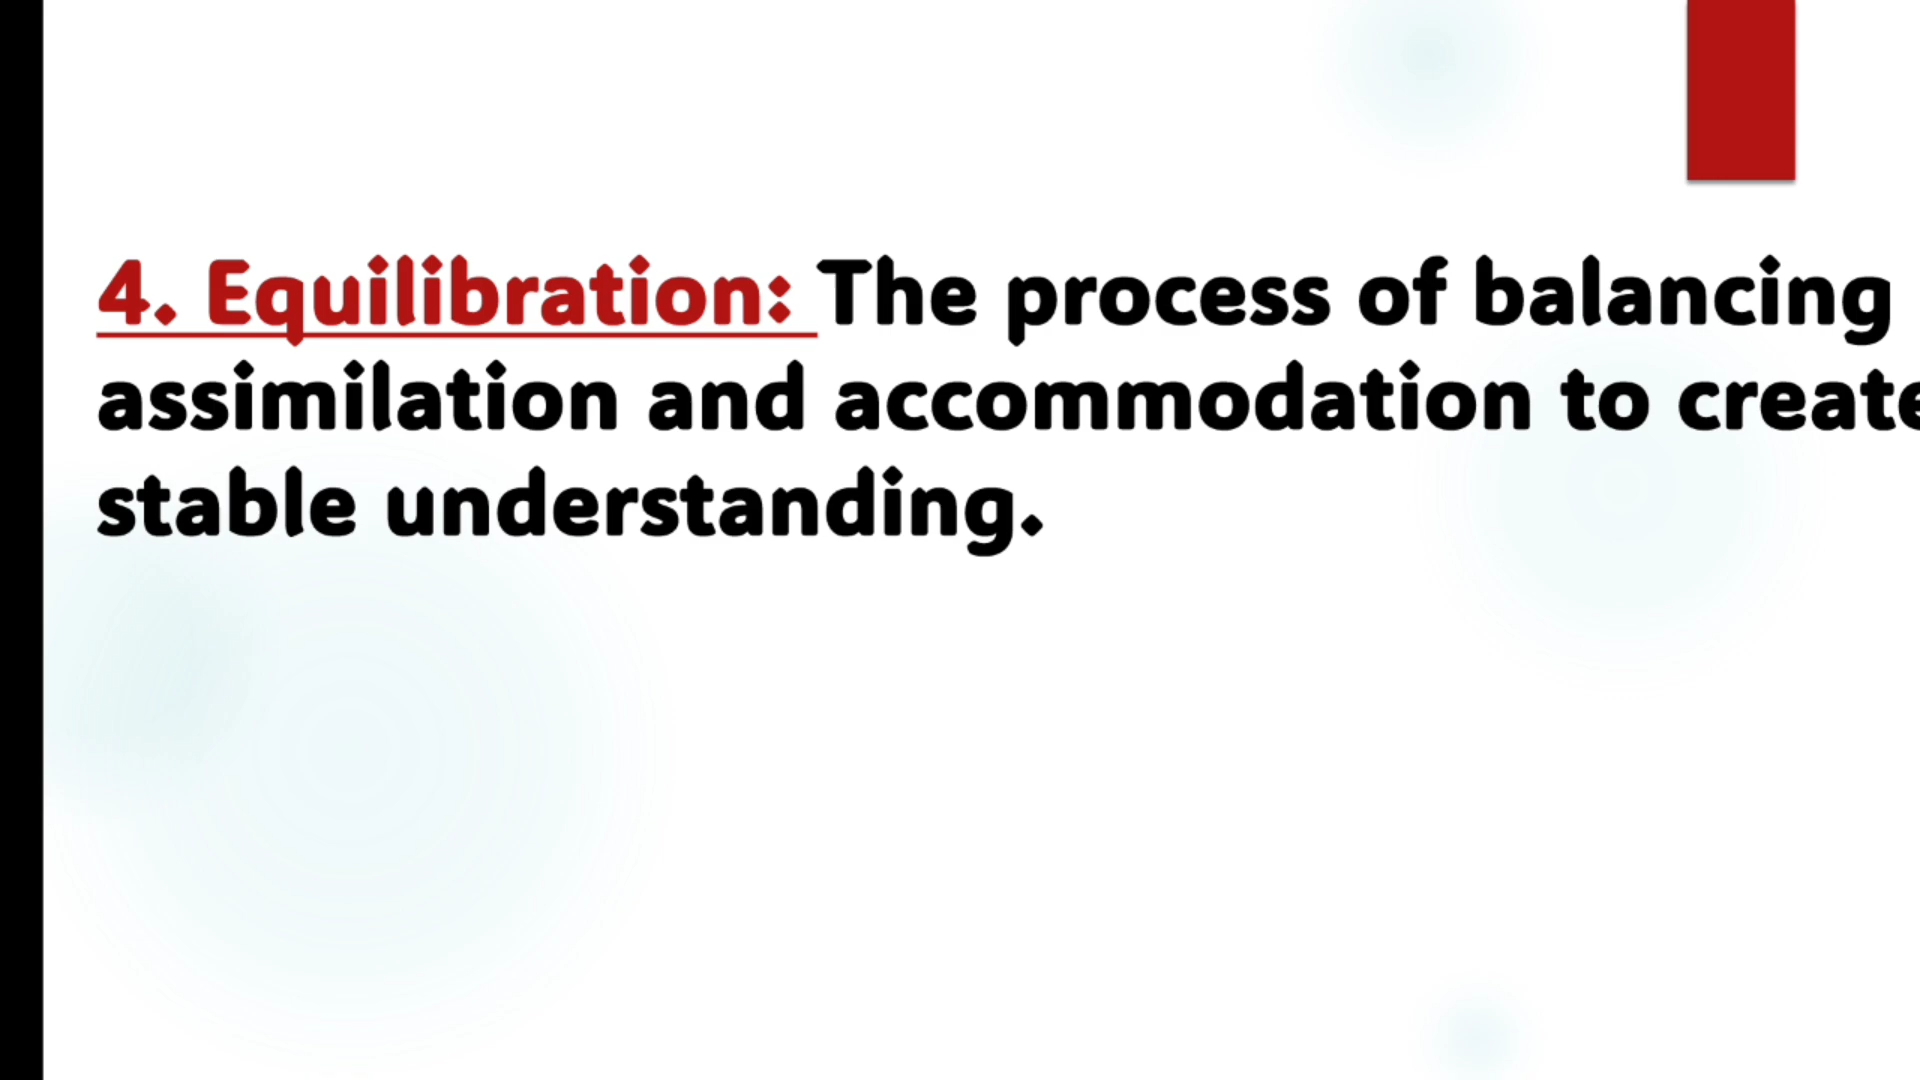 4. Equilibration: The process of balancing
assimilation and accommodation to create
stable understanding.